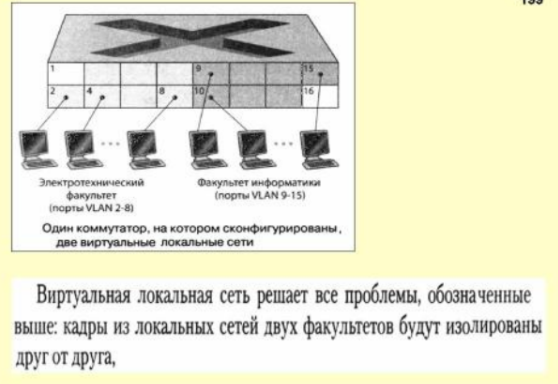 199
1
9
15
2
4
8
10
16
Электротехнический
факультет
(порты VLAN 2-8)
Факультет информатики
(порты VLAN 9-15)
Один коммутатор, на котором сконфигурированы,
две виртуальные локальные сети
Виртуальная локальная сеть решает все проблемы, обозначенные
выше: кадры из локальных сетей двух факультетов будут изолированы
друг от друга,